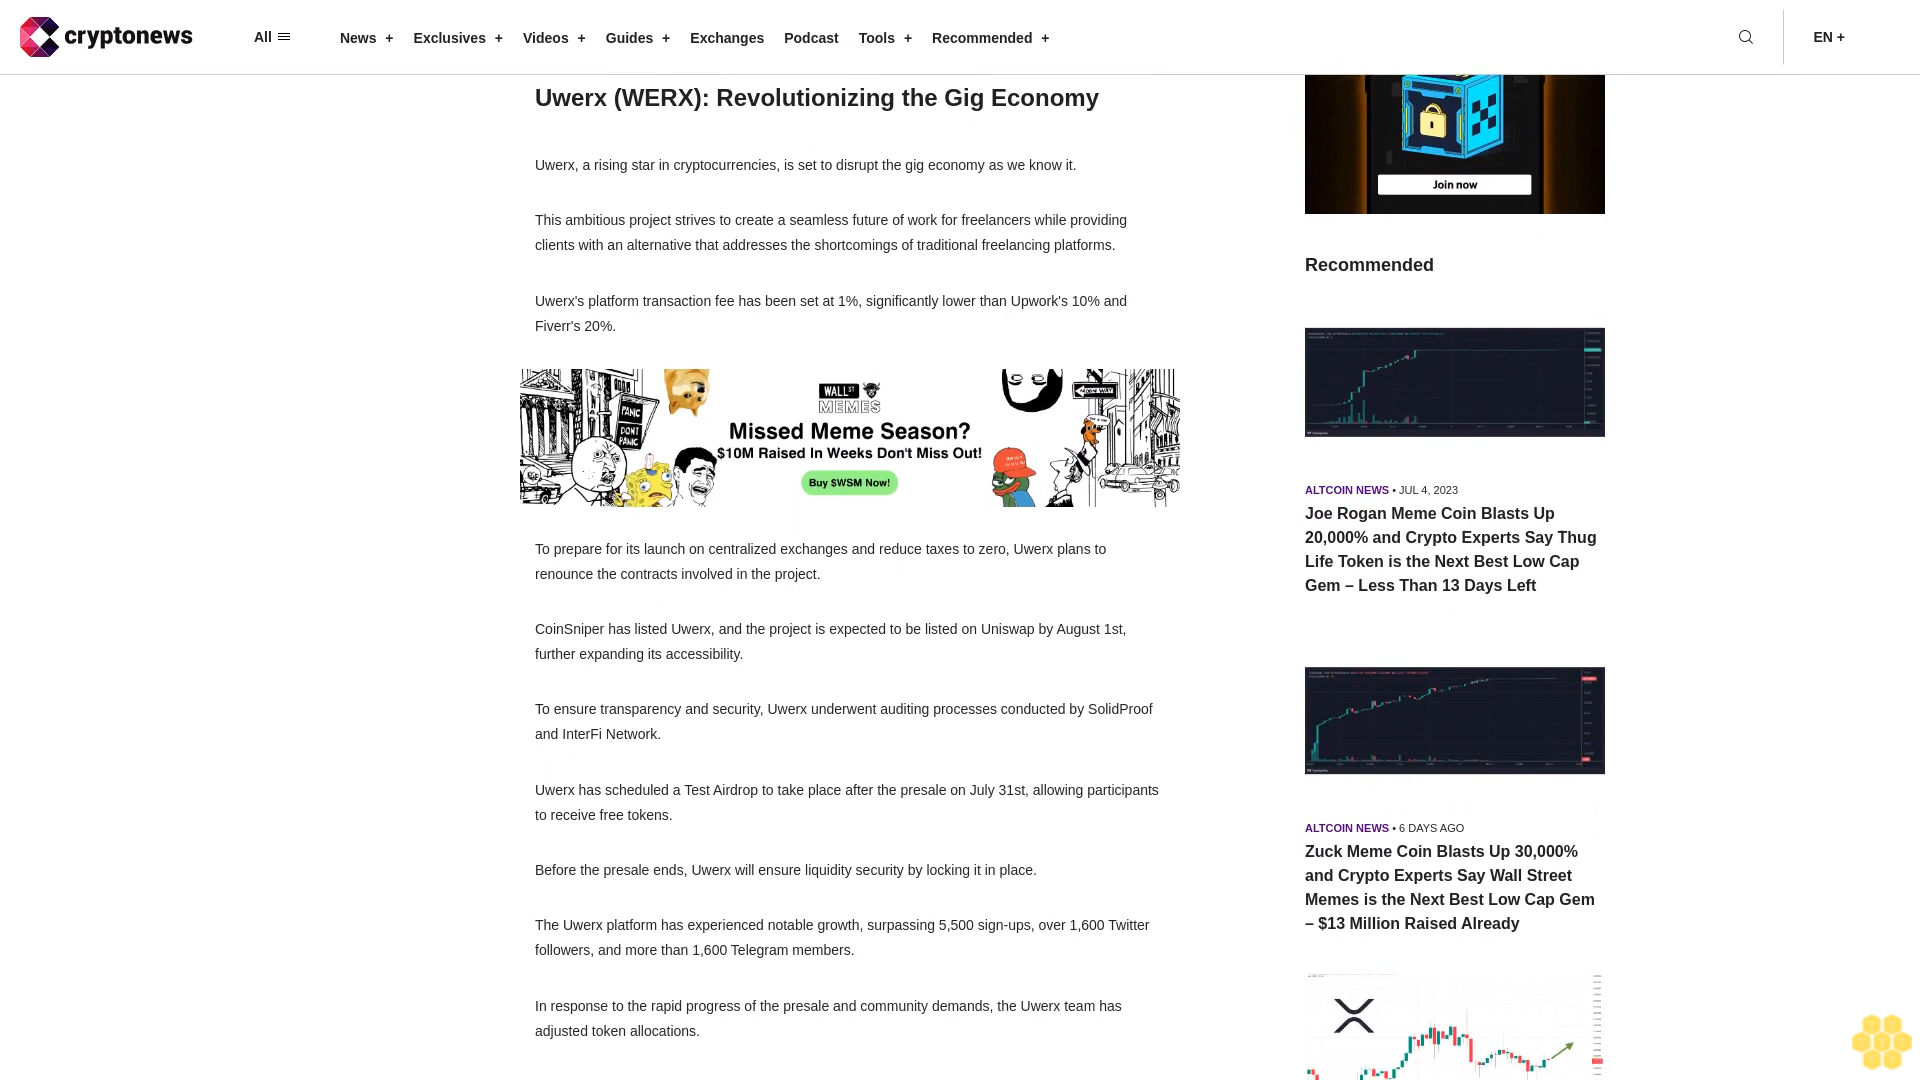 cryptonews
All
News +
Exclusives +
Videos +
Guides +
Exchanges
Podcast
Tools +
Recommended +
EN +
Uwerx (WERX): Revolutionizing the Gig Economy
Uwerx, a rising star in cryptocurrencies, is set to disrupt the gig economy as we know it.
This ambitious project strives to create a seamless future of work for freelancers while providing
clients with an alternative that addresses the shortcomings of traditional freelancing platforms.
Uwerx's platform transaction fee has been set at 1%, significantly lower than Upwork's 10% and
Fiverr's 20%.
PANIC
DONT
PANIC
WALL ST
MEMES
Missed Meme Season?
$10M Raised In Weeks Don't Miss Out!
Buy $WSM Now!
MOON WAY
To prepare for its launch on centralized exchanges and reduce taxes to zero, Uwerx plans to
renounce the contracts involved in the project.
CoinSniper has listed Uwerx, and the project is expected to be listed on Uniswap by August 1st,
further expanding its accessibility.
To ensure transparency and security, Uwerx underwent auditing processes conducted by SolidProof
and InterFi Network.
Uwerx has scheduled a Test Airdrop to take place after the presale on July 31st, allowing participants
to receive free tokens.
Before the presale ends, Uwerx will ensure liquidity security by locking it in place.
The Uwerx platform has experienced notable growth, surpassing 5,500 sign-ups, over 1,600 Twitter
followers, and more than 1,600 Telegram members.
In response to the rapid progress of the presale and community demands, the Uwerx team has
adjusted token allocations.
Join now
Recommended
ALTCOIN NEWS • JUL 4, 2023
Joe Rogan Meme Coin Blasts Up
20,000% and Crypto Experts Say Thug
Life Token is the Next Best Low Cap
Gem – Less Than 13 Days Left
ALTCOIN NEWS • 6 DAYS AGO
Zuck Meme Coin Blasts Up 30,000%
and Crypto Experts Say Wall Street
Memes is the Next Best Low Cap Gem
– $13 Million Raised Already